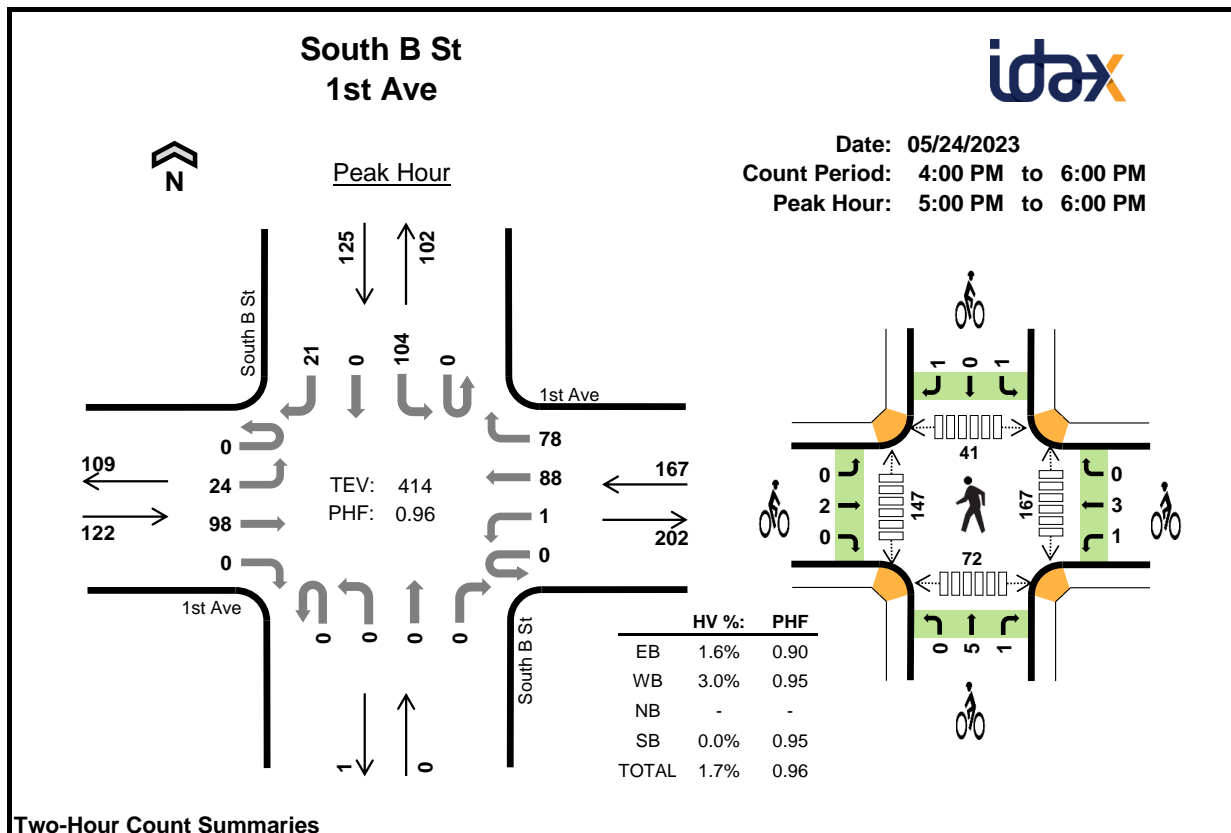 South B St
1st Ave
idax
N
Peak Hour
Date: 05/24/2023
Count Period: 4:00 PM to 6:00 PM
Peak Hour: 5:00 PM to 6:00 PM
125
102
South B St
21
0
104
0
1st Ave
0
24
98
0
109
122
TEV: 414
PHF: 0.96
78
88
1
0
167
202
1st Ave
0
0
0
0
South B St
1
0
HV %: PHF
EB 1.6% 0.90
WB 3.0% 0.95
NB - -
SB 0.0% 0.95
TOTAL 1.7% 0.96
1
0
1
41
0
2
0
147
167
0
3
1
72
0
5
1
Two-Hour Count Summaries